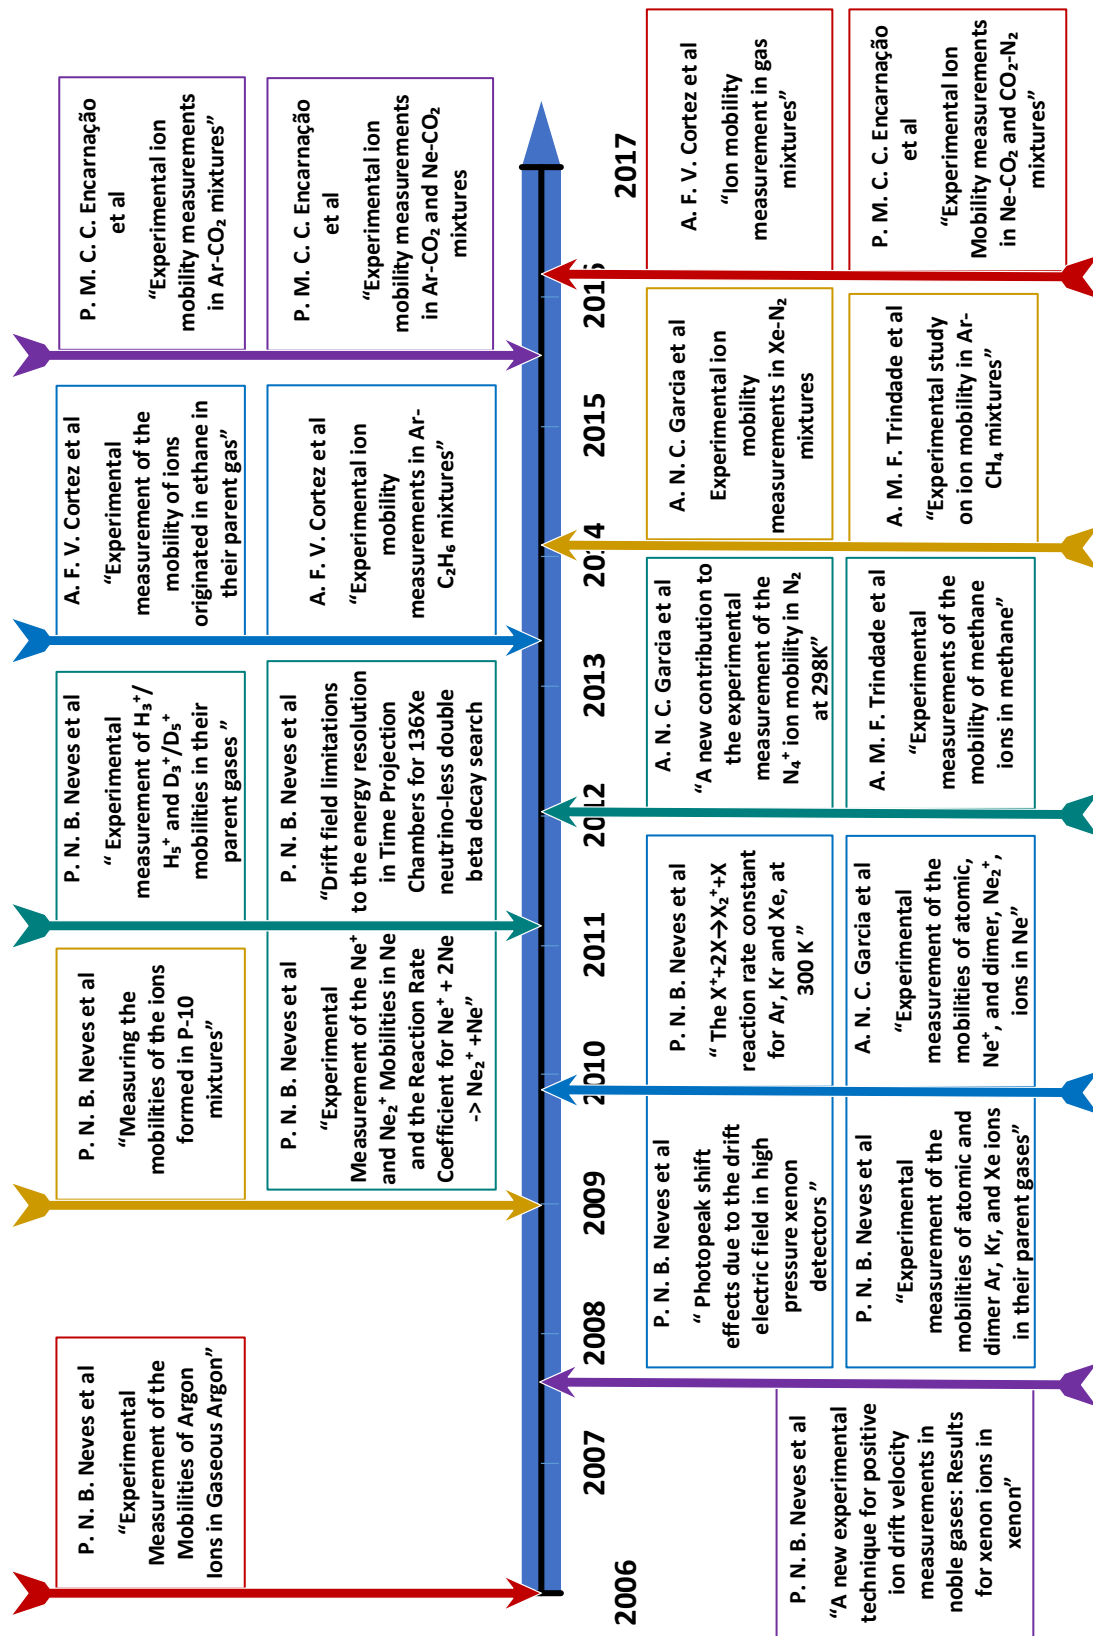 P. N. B. Neves et al
“Experimental
Measurement of the
Mobilities of Argon
Ions in Gaseous Argon”
P. N. B. Neves et al
“Measuring the
mobilities of the ions
formed in P-10
mixtures”
P. N. B. Neves et al
“ Experimental
measurement of H₃⁺/
H₅⁺ and D₃⁺/D₅⁺
mobilities in their
parent gases”
A. F. V. Cortez et al
“Experimental
measurement of the
mobility of ions
originated in ethane in
their parent gas”
P. M. C. C. Encarnação
et al
“Experimental ion
mobility measurements
in Ar-CO₂ mixtures”
P. N. B. Neves et al
“Experimental
Measurement of the Ne⁺
and Ne₂⁺ Mobilities in Ne
and the Reaction Rate
Coefficient for Ne⁺ + 2Ne
-> Ne₂⁺ +Ne”
P. N. B. Neves et al
“Drift field limitations
to the energy resolution
in Time Projection
Chambers for 136Xe
neutrino-less double
beta decay search
A. F. V. Cortez et al
“Experimental ion
mobility
measurements in Ar-
C₂H₆ mixtures”
P. M. C. C. Encarnação
et al
“Experimental ion
mobility measurements
in Ar-CO₂ and Ne-CO₂
mixtures
2006
2007
2008
2009
2010
2011
2012
2013
2014
2015
2016
2017
P. N. B. Neves et al
“ Photopeak shift
effects due to the drift
electric field in high
pressure xenon
detectors”
P. N. B. Neves et al
“ The X⁺+2X→X₂⁺+X
reaction rate constant
for Ar, Kr and Xe, at
300 K ”
A. N. C. Garcia et al
“A new contribution to
the experimental
measurement of the
N₄⁺ ion mobility in N₂
at 298K”
A. N. C. Garcia et al
Experimental ion
mobility
measurements in Xe-N₂
mixtures
A. F. V. Cortez et al
“Ion mobility
measurement in gas
mixtures”
P. N. B. Neves et al
“A new experimental
technique for positive
ion drift velocity
measurements in
noble gases: Results
for xenon ions in
xenon”
P. N. B. Neves et al
“Experimental
measurement of the
mobilities of atomic and
dimer Ar, Kr, and Xe ions
in their parent gases”
A. N. C. Garcia et al
“Experimental
measurement of the
mobilities of atomic,
Ne⁺, and dimer, Ne₂⁺,
ions in Ne”
A. M. F. Trindade et al
“Experimental
measurements of the
mobility of methane
ions in methane”
A. M. F. Trindade et al
“Experimental study
on ion mobility in Ar-
CH₄ mixtures”
P. M. C. C. Encarnação
et al
“Experimental Ion
Mobility measurements
in Ne-CO₂ and CO₂-N₂
mixtures”